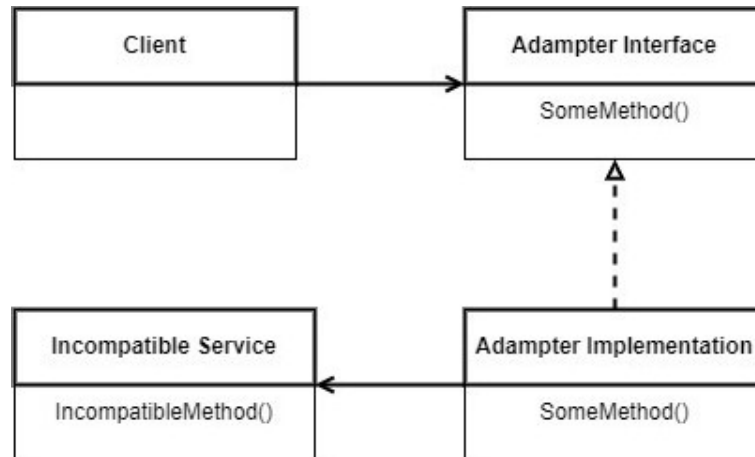 Client
Adampter Interface
SomeMethod()
Incompatible Service
Adampter Implementation
IncompatibleMethod()
SomeMethod()